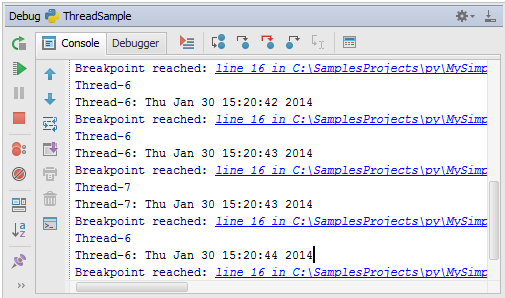 Debug ThreadSample
Console Debugger
Breakpoint reached: line 16 in C:\SamplesProjects\py\MySimp
Thread-6
Thread-6: Thu Jan 30 15:20:42 2014
Breakpoint reached: line 16 in C:\SamplesProjects\py\MySimp
Thread-6
Thread-6: Thu Jan 30 15:20:43 2014
Breakpoint reached: line 16 in C:\SamplesProjects\py\MySimp
Thread-7
Thread-7: Thu Jan 30 15:20:43 2014
Breakpoint reached: line 16 in C:\SamplesProjects\py\MySimp
Thread-6
Thread-6: Thu Jan 30 15:20:44 2014
Breakpoint reached: line 16 in C:\SamplesProjects\py\MySimp